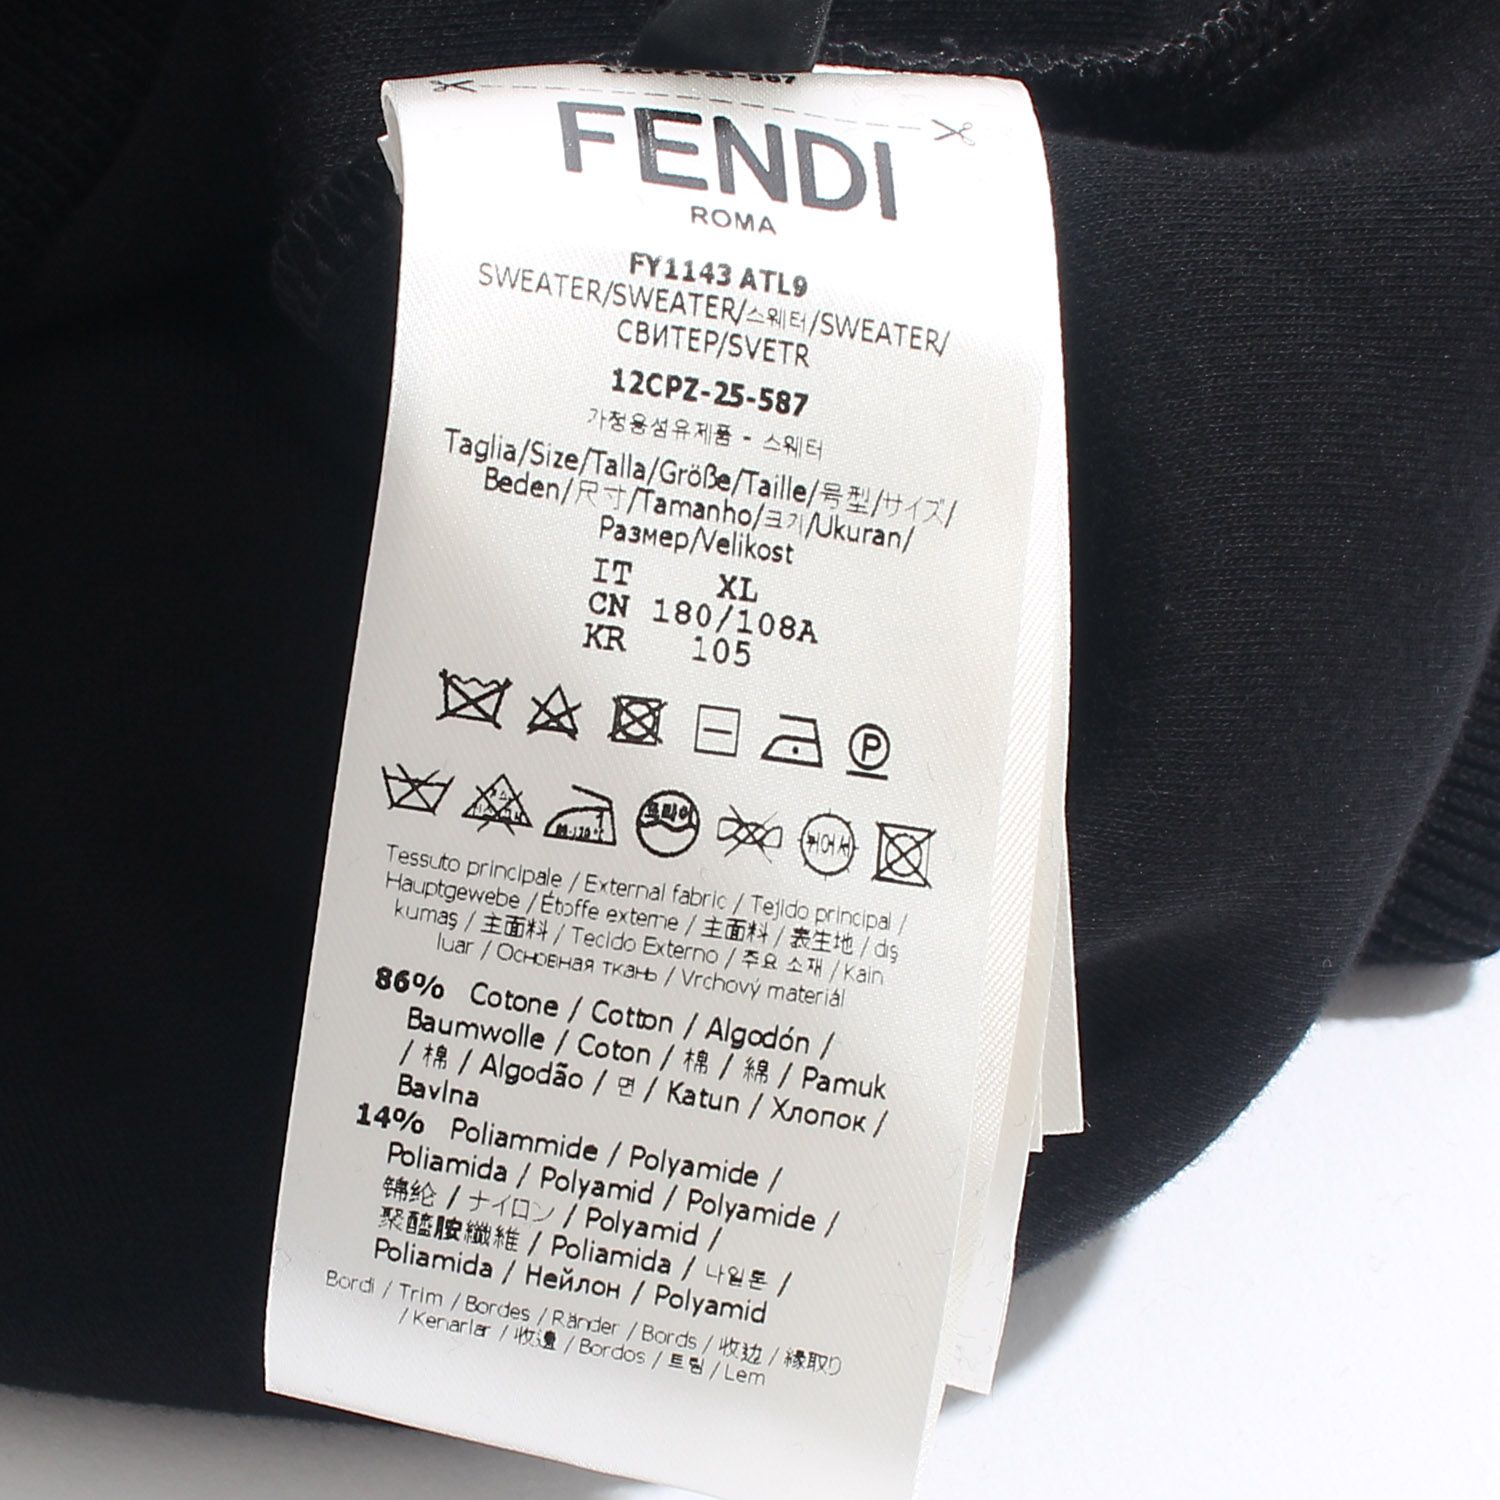 FENDI
ROMA
FY1143 ATL9
SWEATER/SWEATER/스웨터/SWEATER/
СВИТЕР/SVETR
12CPZ-25-587
가정용섬유제품 - 스웨터
Taglia/Size/Talla/Größe/Taille/号型/サイズ/
Beden/尺寸/Tamanho/크기/Ukuran/
Размер/Velikost
IT XL
CN 180/108A
KR 105
P
드라이
Tessuto principale / External fabric / Tejido principal /
Hauptgewebe / Étoffe externe / 主面料 / 表生地 / dış
kumaş / 主面料 / Tecido Externo / 주요 소재 / Kain
luar / Основная ткань / Vrchový materiál
86% Cotone / Cotton / Algodón /
Baumwolle / Coton / 棉 / 綿 / Pamuk
/ 棉 / Algodão / 면 / Katun / Хлопок /
Bavlna
14% Poliammide / Polyamide /
Poliamida / Polyamid / Polyamide /
锦纶 / ナイロン / Polyamid /
聚醯胺纖維 / Poliamida / 나일론 /
Poliamida / Нейлон / Polyamid
Bordi / Trim / Bordes / Ränder / Bords / 收边 / 縁取り
/ Kenarlar / 收邊 / Bordos / 트림 / Lem